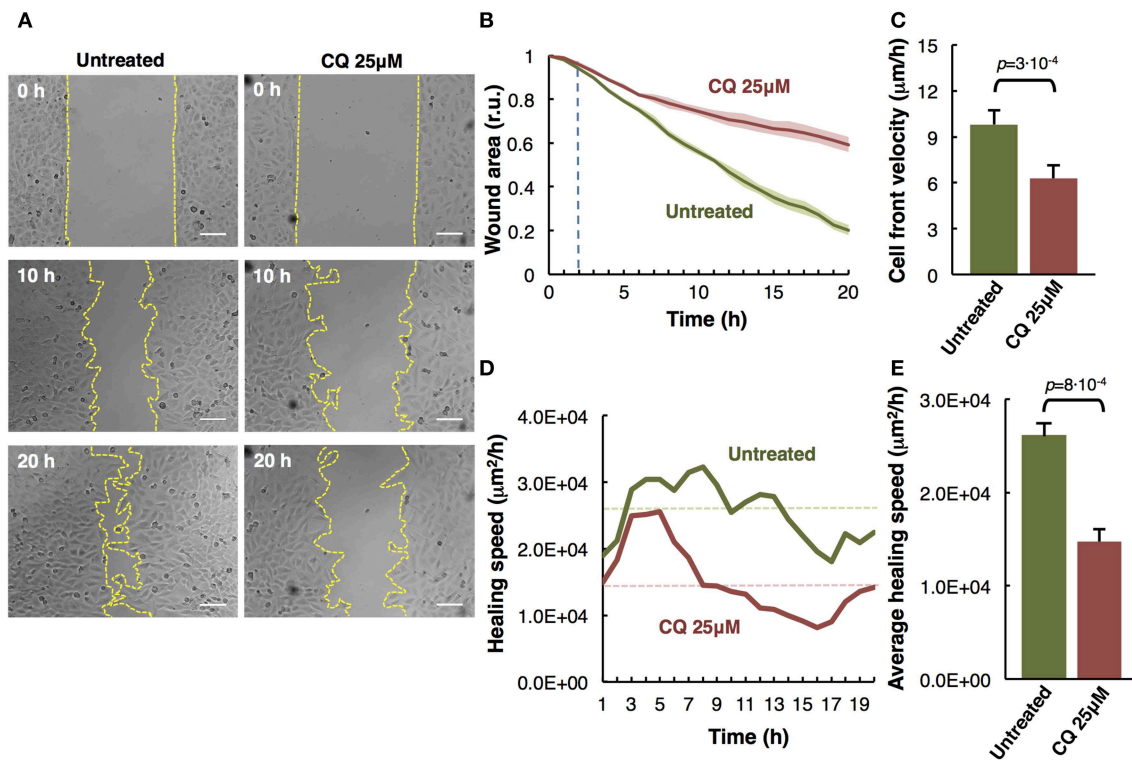 A
Untreated
CQ 25µM
0 h
0 h
10 h
10 h
20 h
20 h
B
Wound area (r.u.)
1
0.8
0.6
0.4
0.2
0
CQ 25µM
Untreated
0
5
10
15
20
Time (h)
C
Cell front velocity (µm/h)
15
12
9
6
3
0
p=3·10⁻⁴
Untreated
CQ 25µM
D
Healing speed (µm²/h)
4.0E+04
3.0E+04
2.0E+04
1.0E+04
0.0E+00
Untreated
CQ 25µM
1
3
5
7
9
11
13
15
17
19
Time (h)
E
Average healing speed (µm²/h)
3.0E+04
2.0E+04
1.0E+04
0.0E+00
p=8·10⁻⁴
Untreated
CQ 25µM